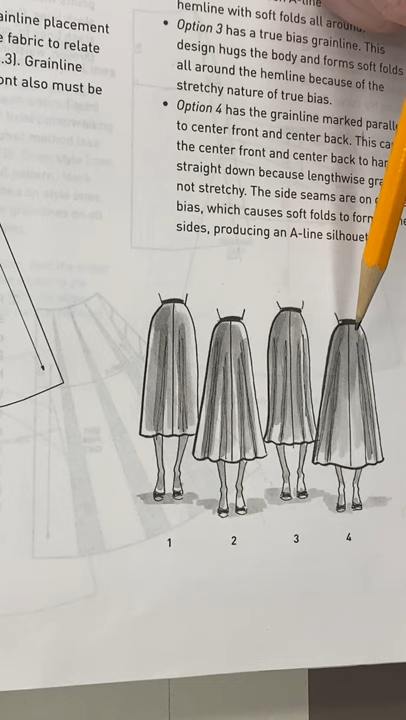 ainline placement
e fabric to relate
.3]. Grainline
ont also must be
hemline with soft folds all around.
• Option 3 has a true bias grainline. This
design hugs the body and forms soft folds
all around the hemline because of the
stretchy nature of true bias.
• Option 4 has the grainline marked parall
to center front and center back. This ca
the center front and center back to han
straight down because lengthwise gra
not stretchy. The side seams are on
bias, which causes soft folds to form
sides, producing an A-line silhouet
1
2
3
4